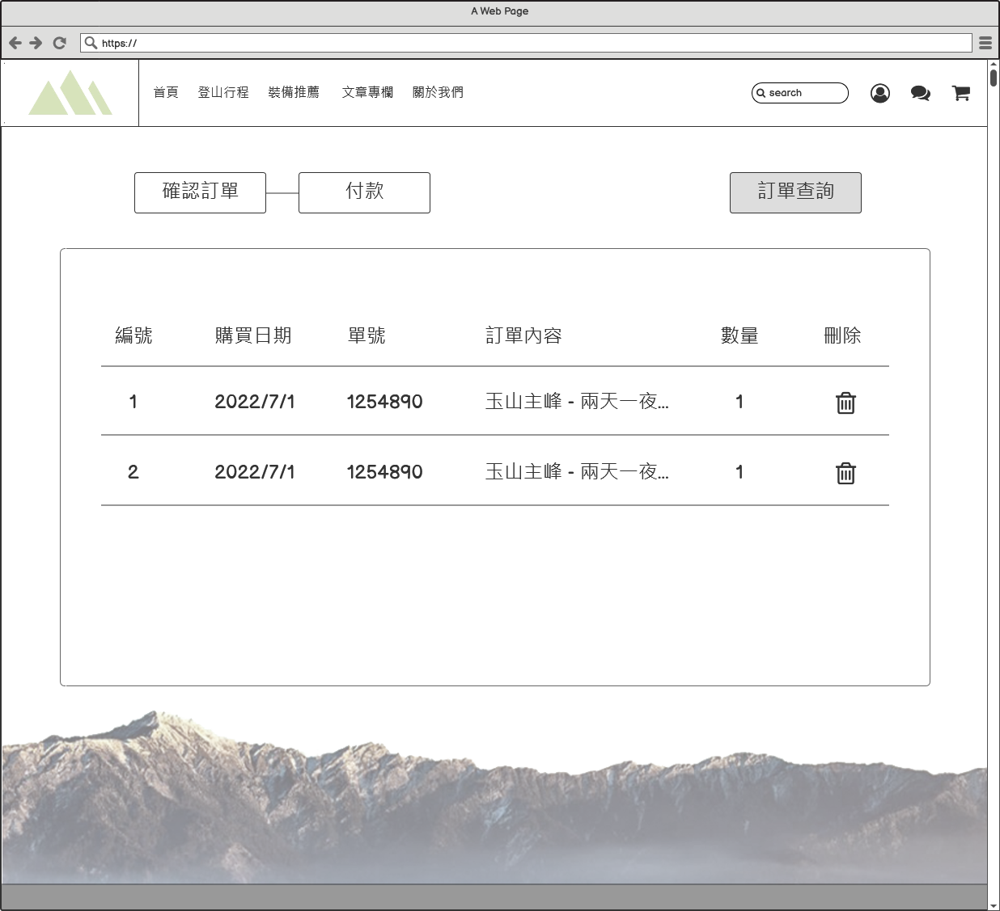 A Web Page
https://
首頁 登山行程 裝備推薦 文章專欄 關於我們 search
確認訂單 付款 訂單查詢
編號 購買日期 單號 訂單內容 數量 刪除
1 2022/7/1 1254890 玉山主峰 - 兩天一夜... 1
2 2022/7/1 1254890 玉山主峰 - 兩天一夜... 1